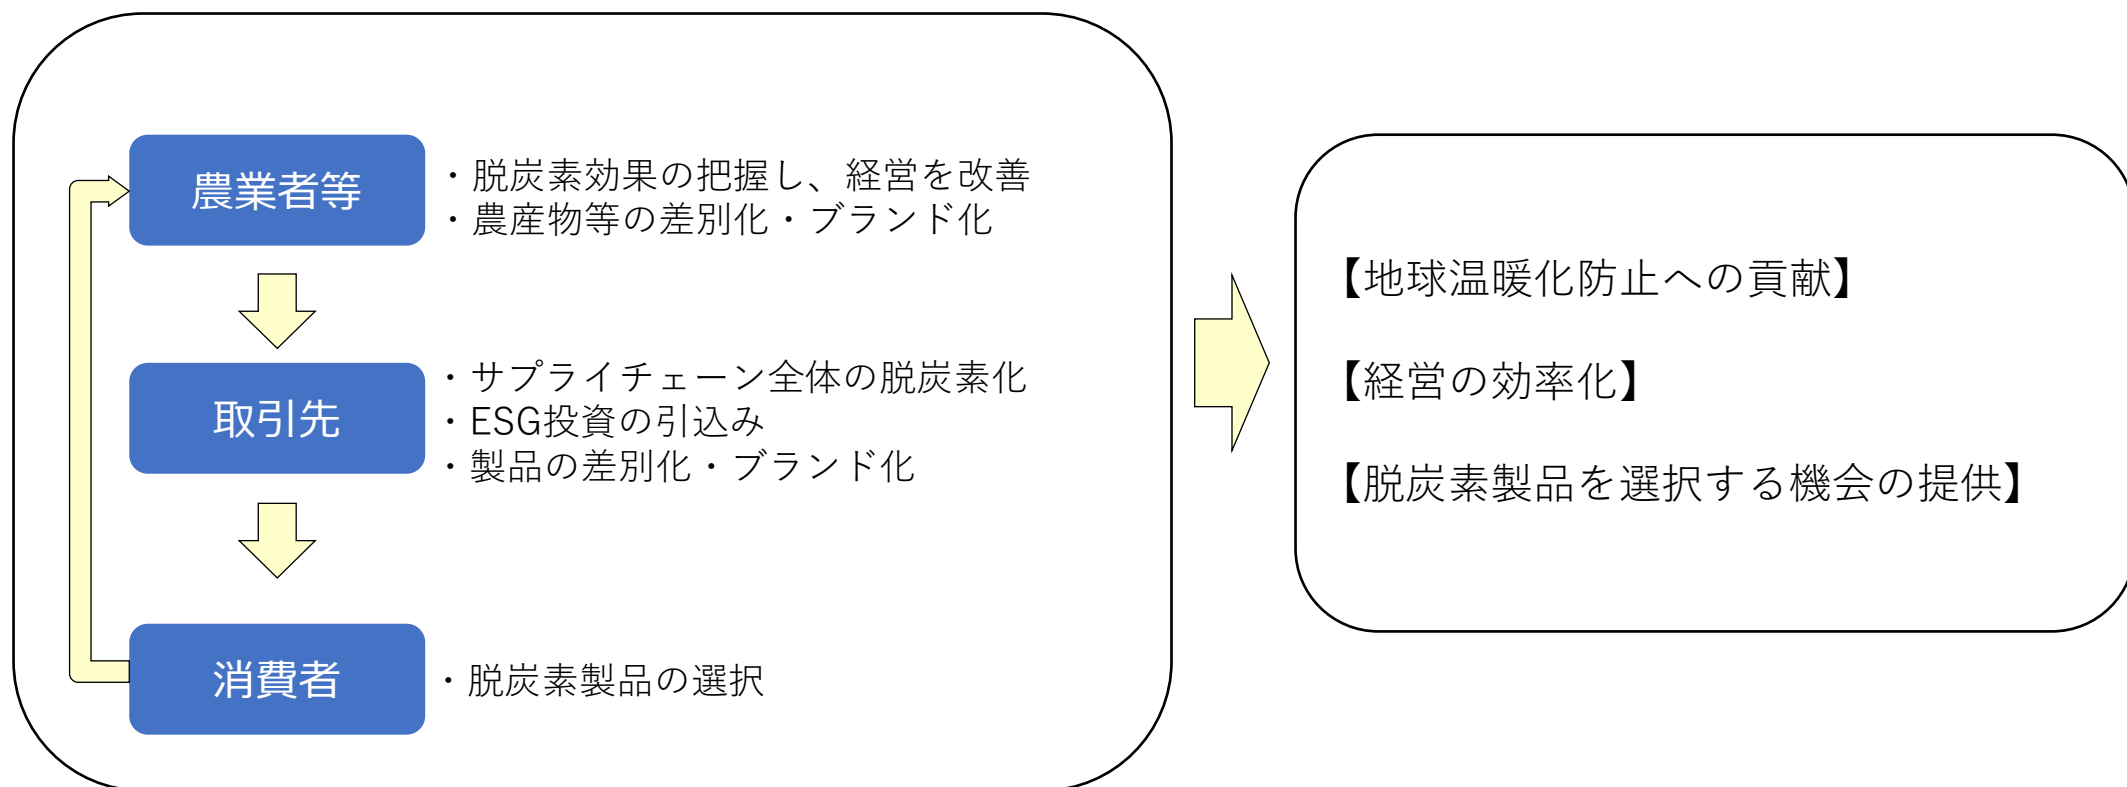 農業者等
・脱炭素効果の把握し、経営を改善
・農産物等の差別化・ブランド化
取引先
・サプライチェーン全体の脱炭素化
・ESG投資の引込み
・製品の差別化・ブランド化
消費者
・脱炭素製品の選択
【地球温暖化防止への貢献】
【経営の効率化】
【脱炭素製品を選択する機会の提供】